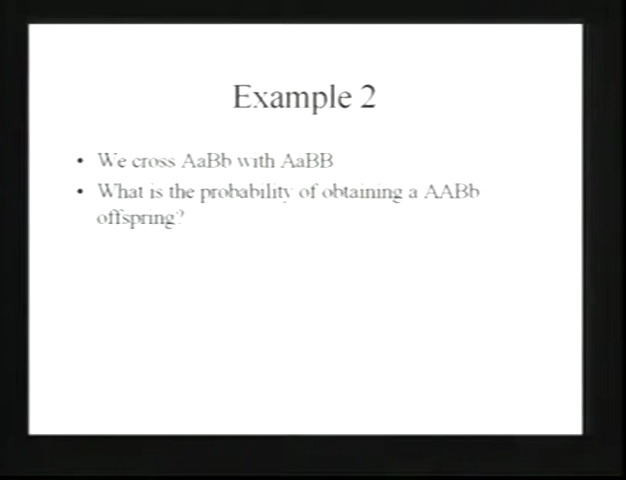 Example 2
• We cross AaBb with AaBB
• What is the probability of obtaining a AABb
offspring?